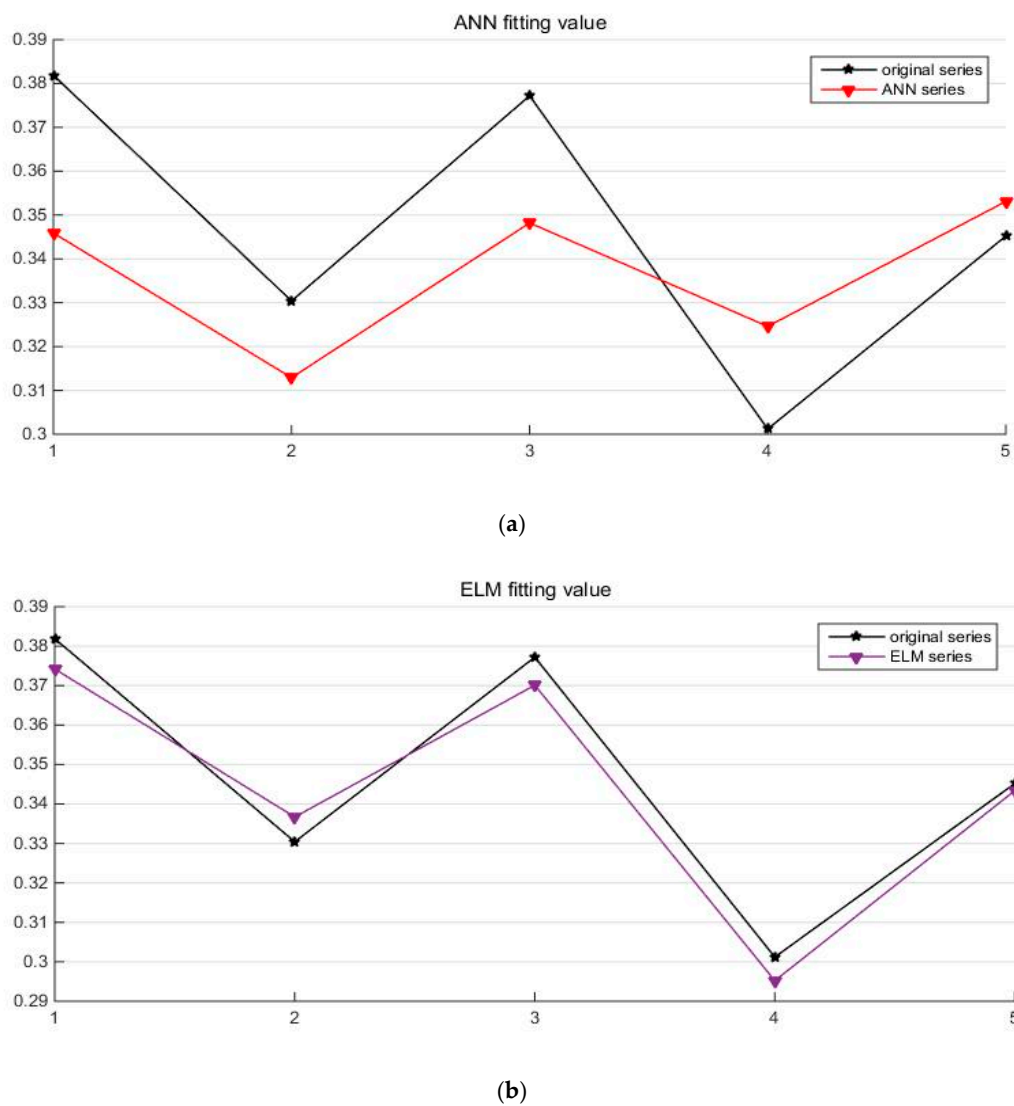 ANN fitting value
0.39
0.38
0.37
0.36
0.35
0.34
0.33
0.32
0.31
0.3
original series
ANN series
1 2 3 4 5
(a)
ELM fitting value
0.39
0.38
0.37
0.36
0.35
0.34
0.33
0.32
0.31
0.3
0.29
original series
ELM series
1 2 3 4 5
(b)